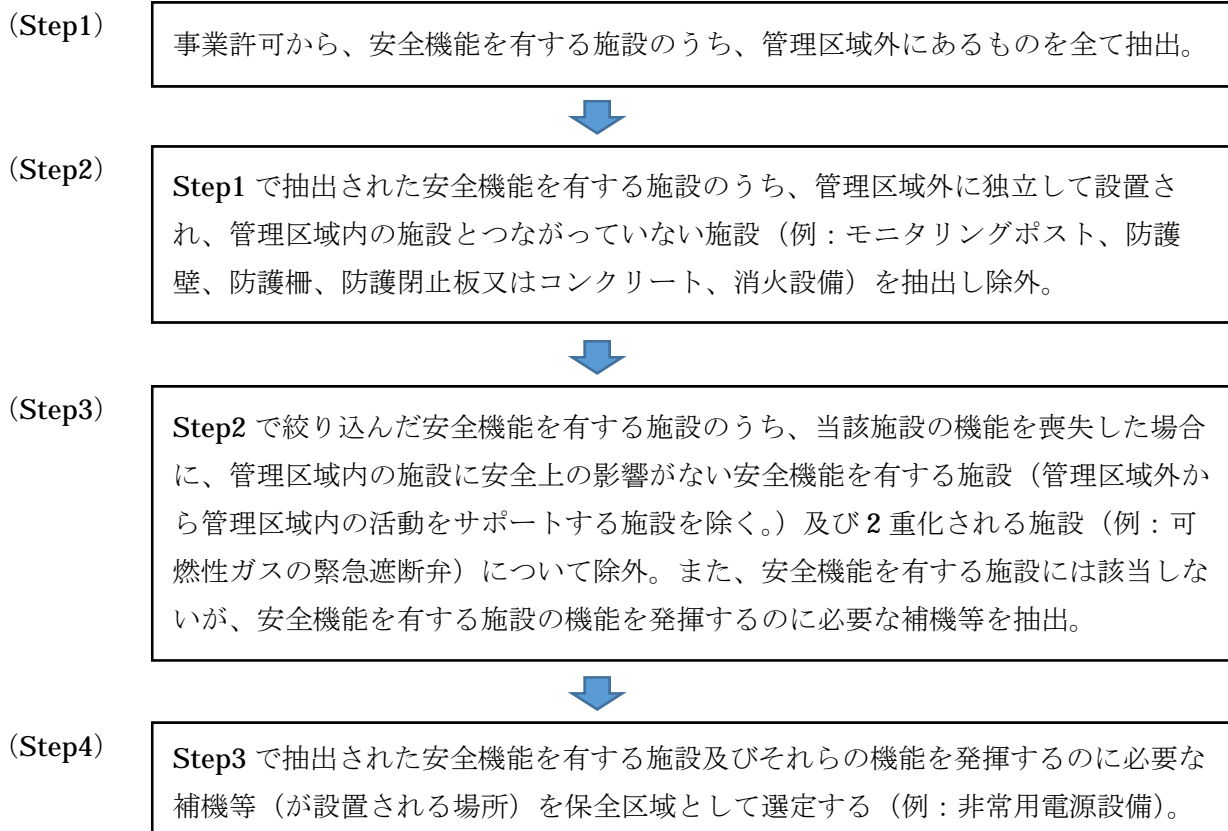 (Step1)
事業許可から、安全機能を有する施設のうち、管理区域外にあるものを全て抽出。
(Step2)
Step1 で抽出された安全機能を有する施設のうち、管理区域外に独立して設置さ
れ、管理区域内の施設とつながっていない施設（例：モニタリングポスト、防護
壁、防護柵、防護閉止板又はコンクリート、消火設備）を抽出し除外。
(Step3)
Step2 で絞り込んだ安全機能を有する施設のうち、当該施設の機能を喪失した場合
に、管理区域内の施設に安全上の影響がない安全機能を有する施設（管理区域外か
ら管理区域内の活動をサポートする施設を除く。）及び 2 重化される施設（例：可
燃性ガスの緊急遮断弁）について除外。また、安全機能を有する施設には該当しな
いが、安全機能を有する施設の機能を発揮するのに必要な補機等を抽出。
(Step4)
Step3 で抽出された安全機能を有する施設及びそれらの機能を発揮するのに必要な
補機等（が設置される場所）を保全区域として選定する（例：非常用電源設備）。